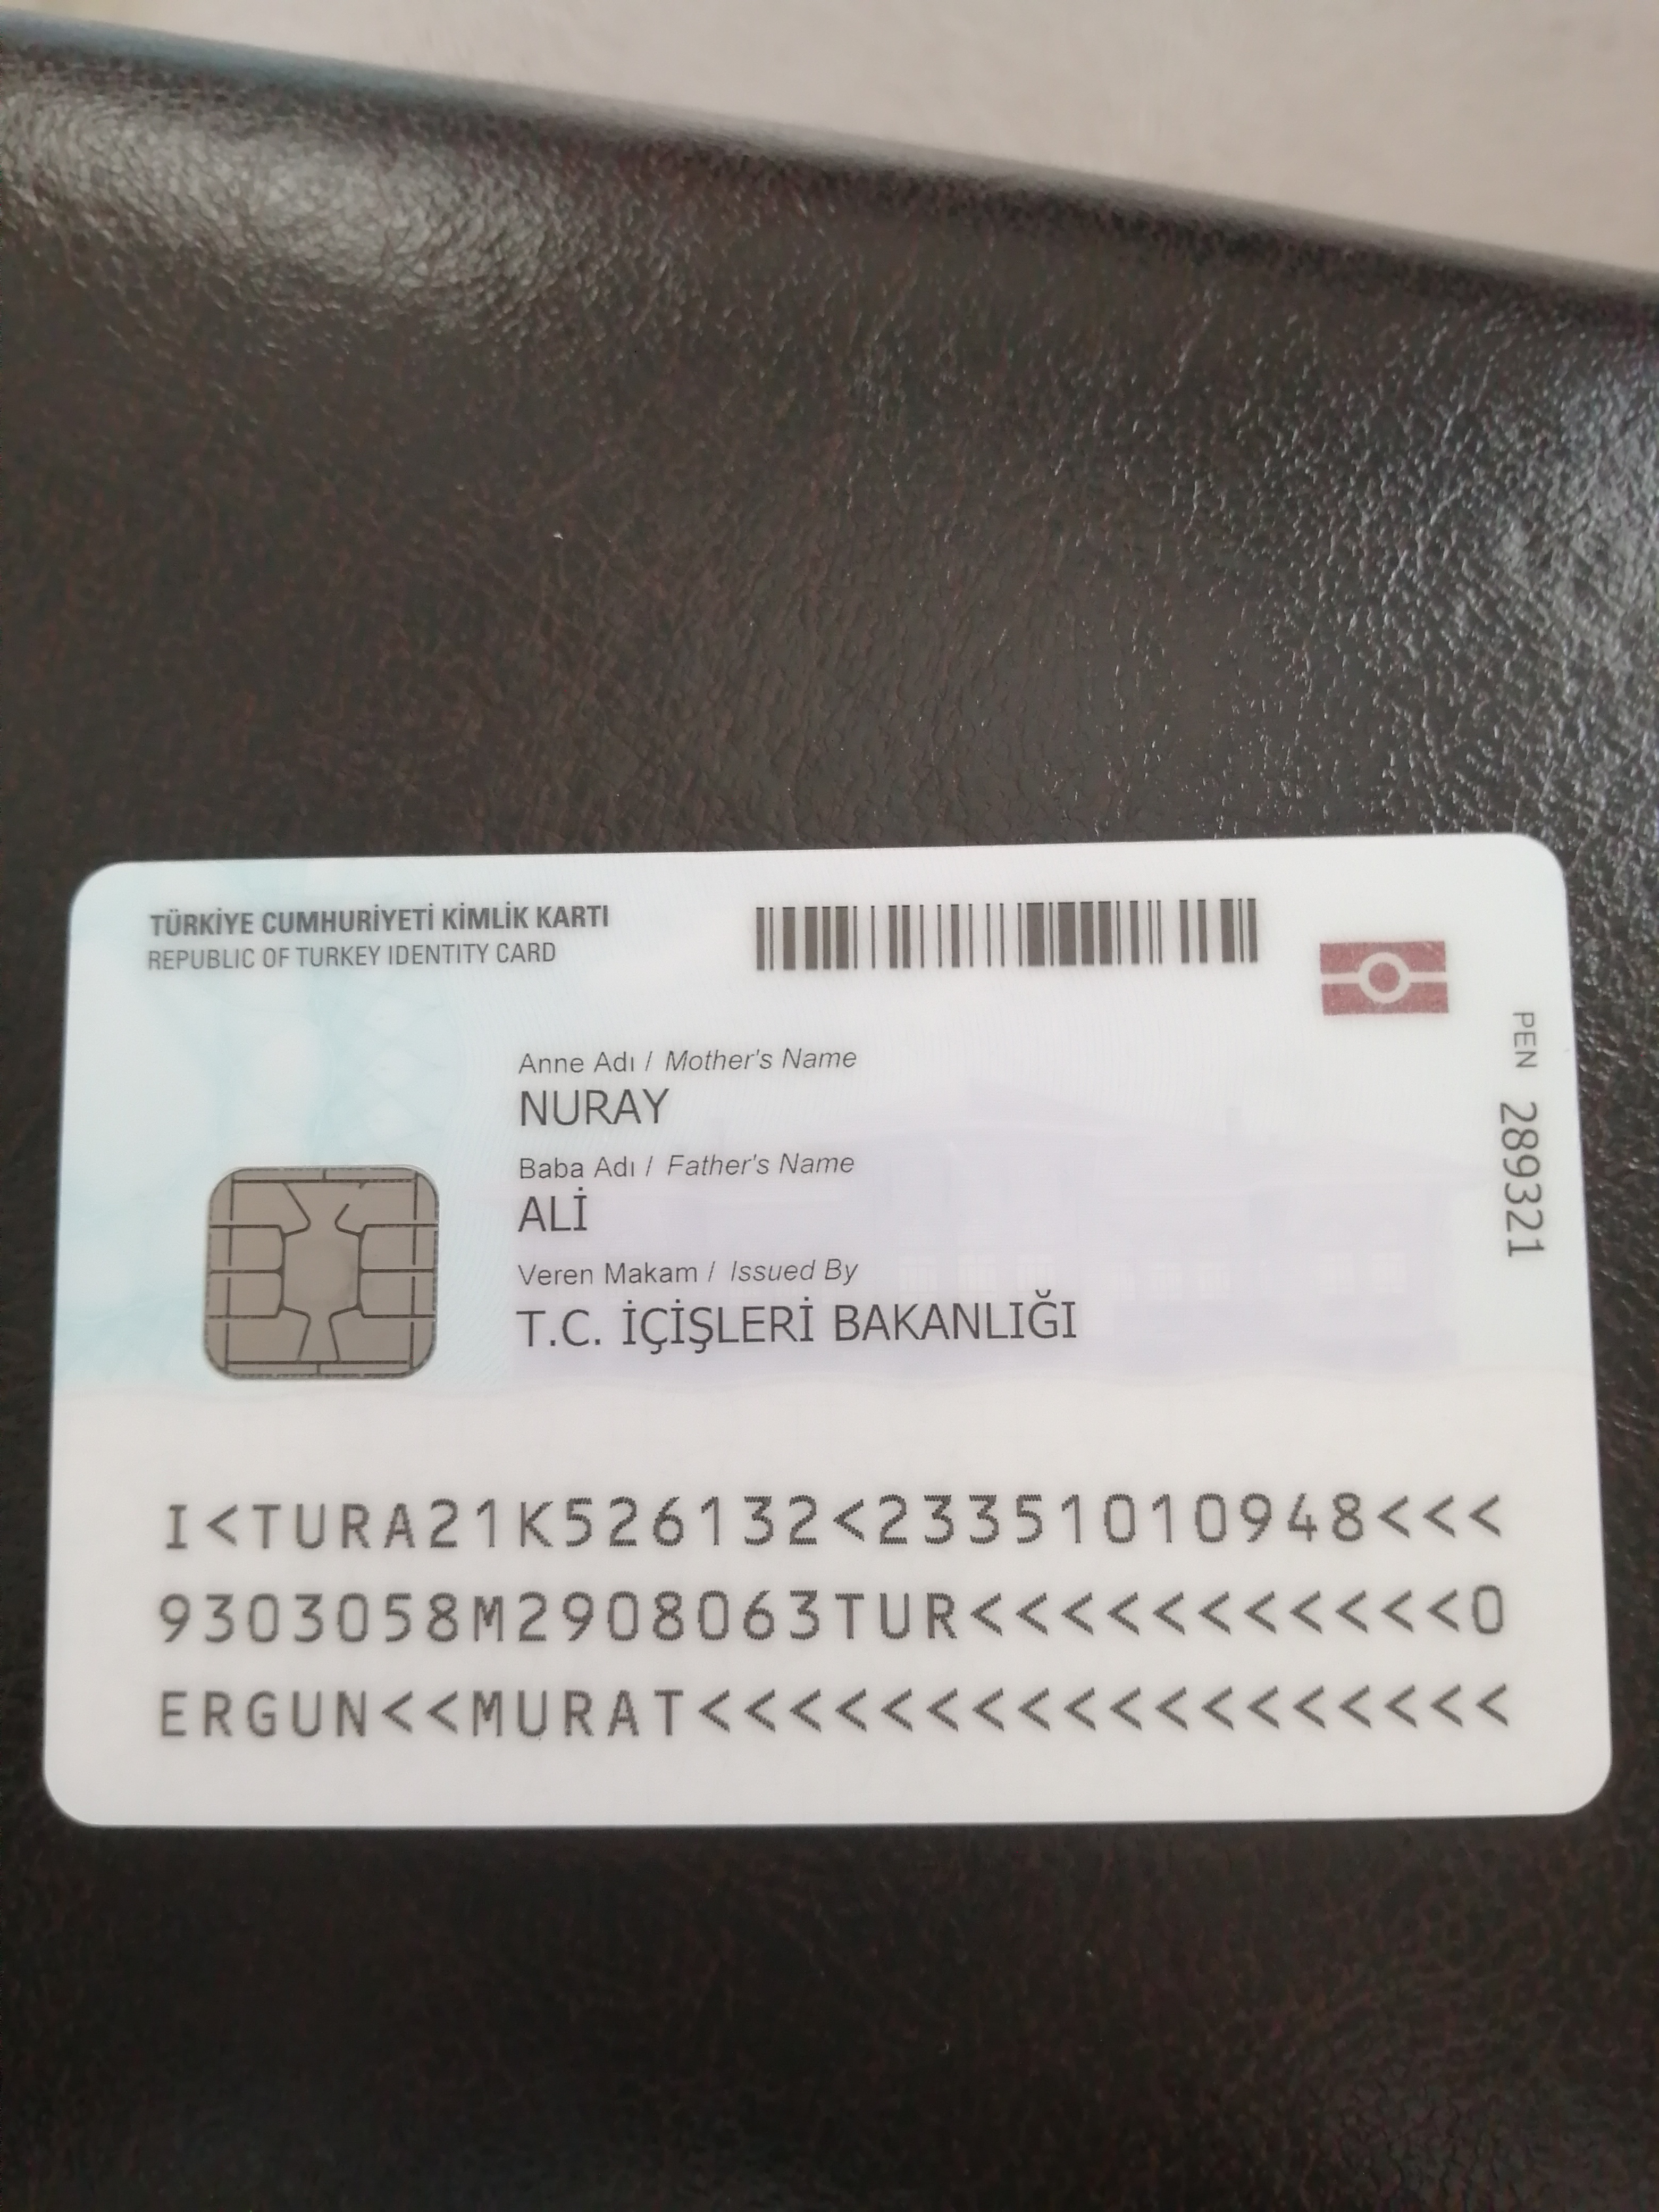 TÜRKİYE CUMHURİYETİ KİMLİK KARTI
REPUBLIC OF TURKEY IDENTITY CARD
Anne Adı / Mother's Name
NURAY
Baba Adı / Father's Name
ALİ
Veren Makam / Issued By
T.C. İÇİŞLERİ BAKANLIĞI
PEN 289321
I<TURA21K526132<23351010948<<<
9303058M2908063TUR<<<<<<<<<<<0
ERGUN<<MURAT<<<<<<<<<<<<<<<<<<